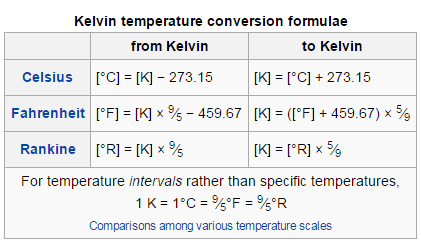 Kelvin temperature conversion formulae
from Kelvin to Kelvin
Celsius [°C] = [K] − 273.15 [K] = [°C] + 273.15
Fahrenheit [°F] = [K] × 9⁄5 − 459.67 [K] = ([°F] + 459.67) × 5⁄9
Rankine [°R] = [K] × 9⁄5 [K] = [°R] × 5⁄9
For temperature intervals rather than specific temperatures,
1 K = 1°C = 9⁄5°F = 9⁄5°R
Comparisons among various temperature scales